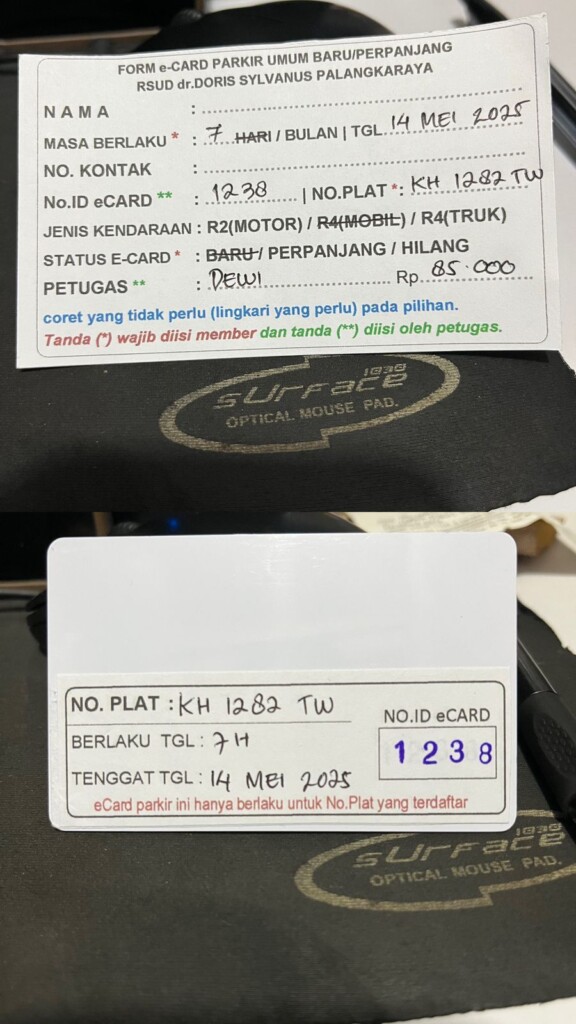 FORM e-CARD PARKIR UMUM BARU/PERPANJANG
RSUD dr.DORIS SYLVANUS PALANGKARAYA
NAMA :
MASA BERLAKU * : 7 HARI / BULAN | TGL. 14 MEI 2025
NO. KONTAK :
No.ID eCARD ** : 1238 | NO.PLAT *: KH 1282 TW
JENIS KENDARAAN : R2(MOTOR) / R4(MOBIL) / R4(TRUK)
STATUS E-CARD * : BARU / PERPANJANG / HILANG
PETUGAS ** : DEWI Rp. 85.000
coret yang tidak perlu (lingkari yang perlu) pada pilihan.
Tanda (*) wajib diisi member dan tanda (**) diisi oleh petugas.
1838
surface
OPTICAL MOUSE PAD.
NO. PLAT : KH 1282 TW
NO.ID eCARD
BERLAKU TGL : 7 H
1238
TENGGAT TGL : 14 MEI 2025
eCard parkir ini hanya berlaku untuk No.Plat yang terdaftar
1838
surface
OPTICAL MOUSE PAD.